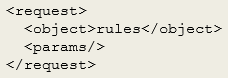 <request>
  <object>rules</object>
  <params/>
</request>